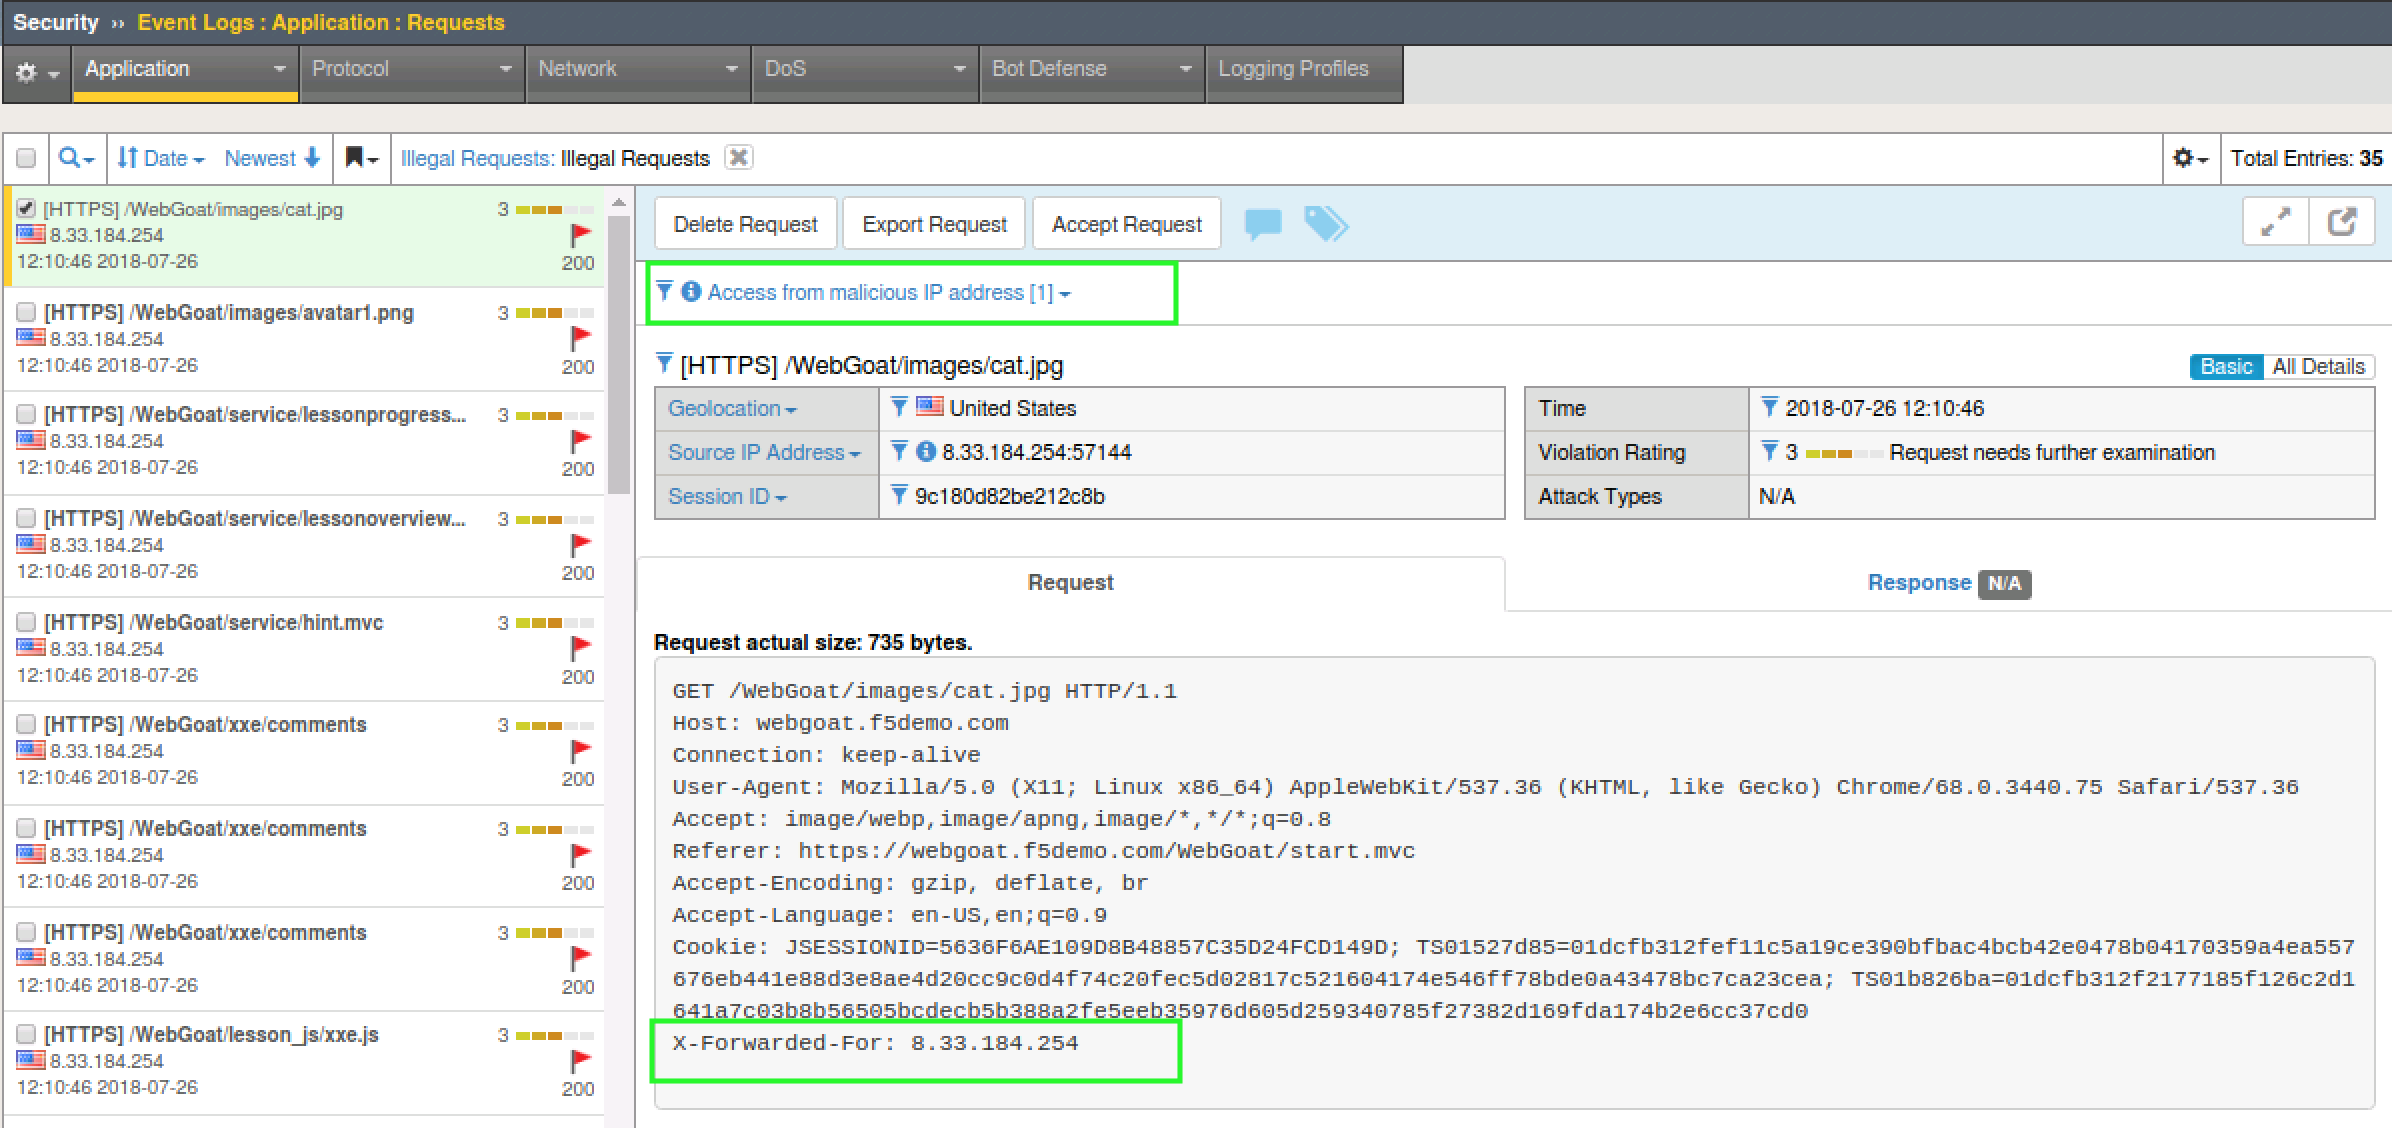 Security ›› Event Logs : Application : Requests
Application Protocol Network DoS Bot Defense Logging Profiles
Date Newest Illegal Requests: Illegal Requests Total Entries: 35
[HTTPS] /WebGoat/images/cat.jpg 3
8.33.184.254
12:10:46 2018-07-26 200
[HTTPS] /WebGoat/images/avatar1.png 3
8.33.184.254
12:10:46 2018-07-26 200
[HTTPS] /WebGoat/service/lessonprogress... 3
8.33.184.254
12:10:46 2018-07-26 200
[HTTPS] /WebGoat/service/lessonoverview... 3
8.33.184.254
12:10:46 2018-07-26 200
[HTTPS] /WebGoat/service/hint.mvc 3
8.33.184.254
12:10:46 2018-07-26 200
[HTTPS] /WebGoat/xxe/comments 3
8.33.184.254
12:10:46 2018-07-26 200
[HTTPS] /WebGoat/xxe/comments 3
8.33.184.254
12:10:46 2018-07-26 200
[HTTPS] /WebGoat/xxe/comments 3
8.33.184.254
12:10:46 2018-07-26 200
[HTTPS] /WebGoat/lesson_js/xxe.js 3
8.33.184.254
12:10:46 2018-07-26 200
Delete Request Export Request Accept Request
Access from malicious IP address [1]
[HTTPS] /WebGoat/images/cat.jpg Basic All Details
Geolocation United States
Source IP Address 8.33.184.254:57144
Session ID 9c180d82be212c8b
Time 2018-07-26 12:10:46
Violation Rating 3 Request needs further examination
Attack Types N/A
Request Response N/A
Request actual size: 735 bytes.
GET /WebGoat/images/cat.jpg HTTP/1.1
Host: webgoat.f5demo.com
Connection: keep-alive
User-Agent: Mozilla/5.0 (X11; Linux x86_64) AppleWebKit/537.36 (KHTML, like Gecko) Chrome/68.0.3440.75 Safari/537.36
Accept: image/webp,image/apng,image/*,*/*;q=0.8
Referer: https://webgoat.f5demo.com/WebGoat/start.mvc
Accept-Encoding: gzip, deflate, br
Accept-Language: en-US,en;q=0.9
Cookie: JSESSIONID=5636F6AE109D8B48857C35D24FCD149D; TS01527d85=01dcfb312fef11c5a19ce390bfbac4bcb42e0478b04170359a4ea557
676eb441e88d3e8ae4d20cc9c0d4f74c20fec5d02817c521604174e546ff78bde0a43478bc7ca23cea; TS01b826ba=01dcfb312f2177185f126c2d1
641a7c03b8b56505bcdecb5b388a2fe5eeb35976d605d259340785f27382d169fda174b2e6cc37cd0
X-Forwarded-For: 8.33.184.254